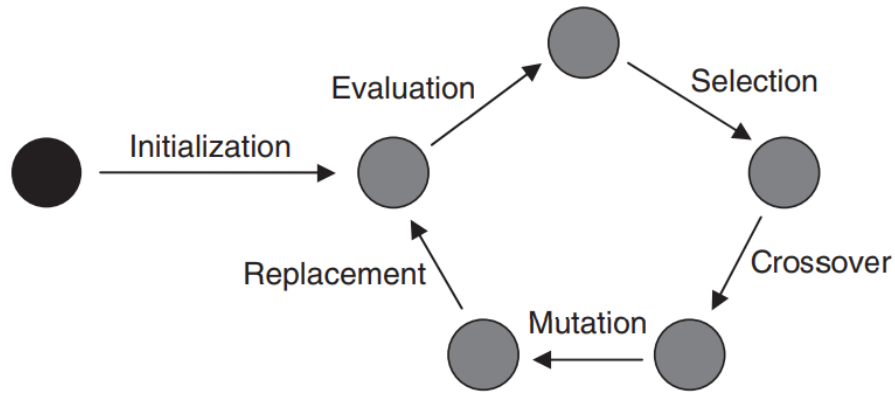 Evaluation
Selection
Initialization
Crossover
Replacement
Mutation